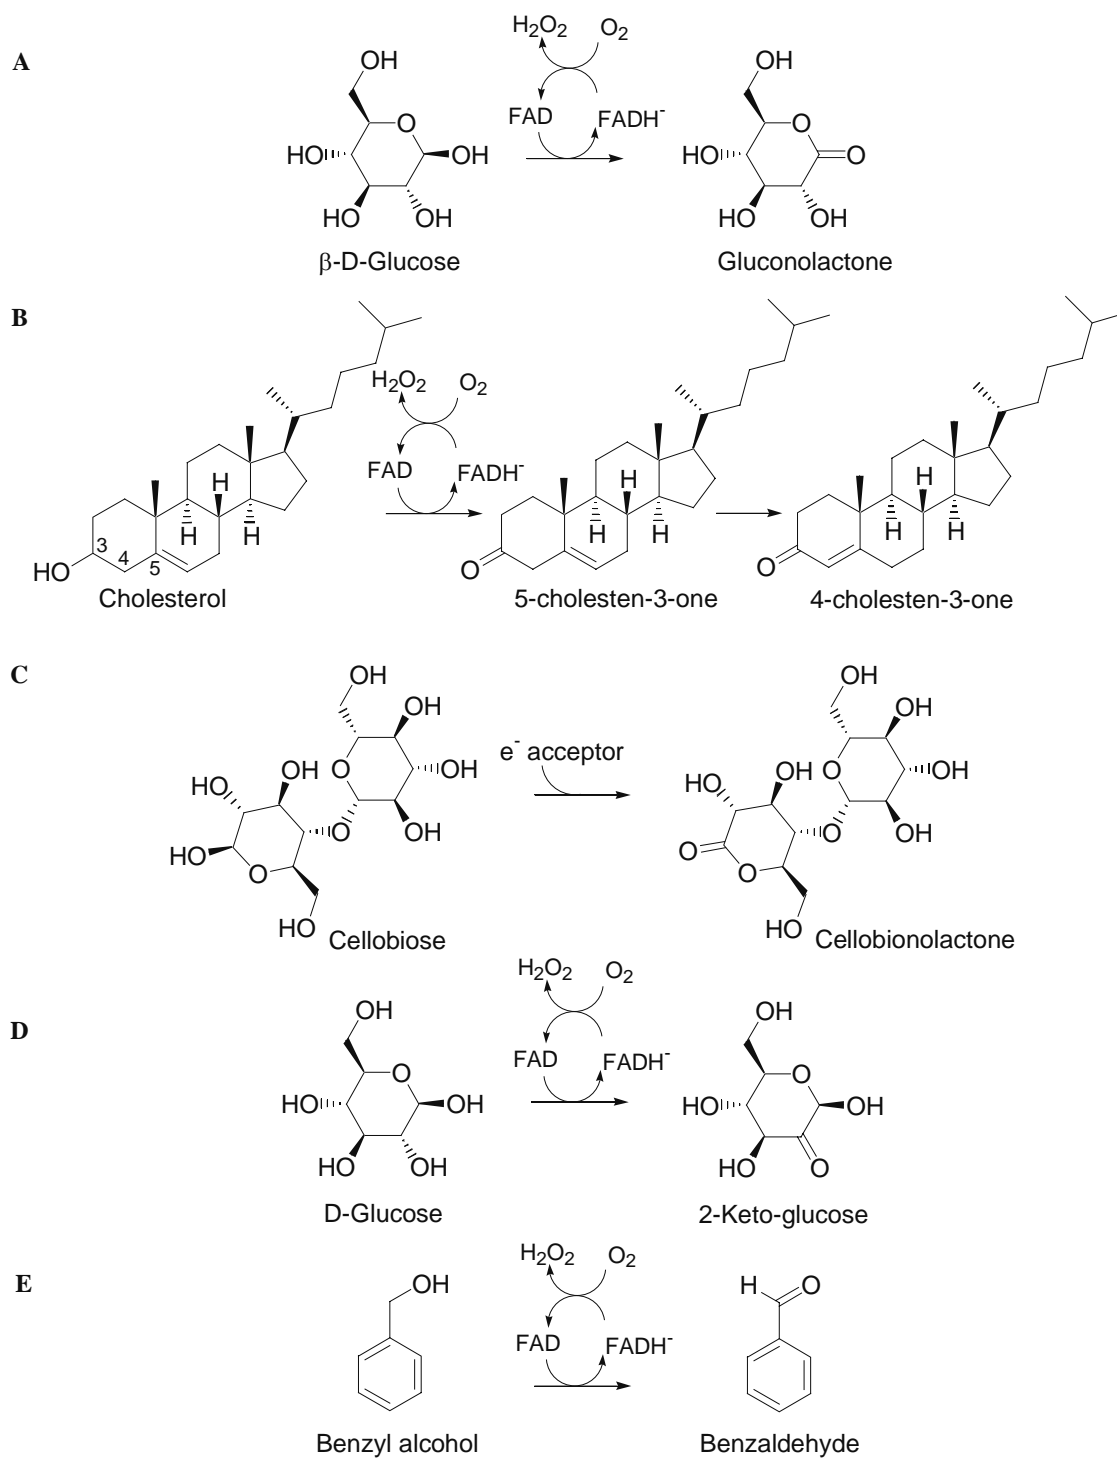 A
H₂O₂ O₂
OH OH
FAD FADH⁻
O O
HO OH HO O
HO OH HO OH
β-D-Glucose Gluconolactone
B
H₂O₂ O₂
FAD FADH⁻
H H H
H H H H H H
3 4 5
HO O O
Cholesterol 5-cholesten-3-one 4-cholesten-3-one
C
OH OH
OH OH
e⁻ acceptor
OH O OH OH O OH
HO HO
O OH O OH
HO O
O O
HO HO
Cellobiose Cellobionolactone
D
H₂O₂ O₂
OH OH
FAD FADH⁻
O O
HO OH HO OH
HO OH HO O
D-Glucose 2-Keto-glucose
E
H₂O₂ O₂
OH H O
FAD FADH⁻
Benzyl alcohol Benzaldehyde